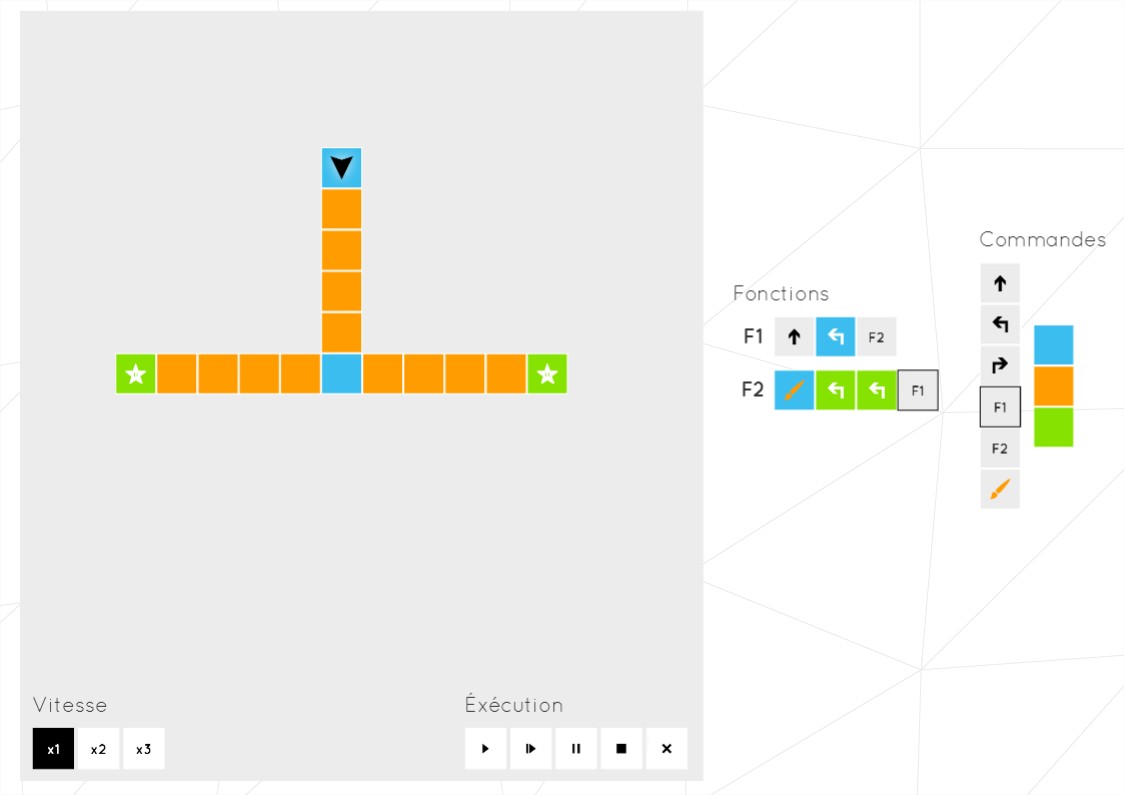 Commandes
Fonctions
F1 F2
F2 F1
F1
F2
Vitesse
x1 x2 x3
Éxécution